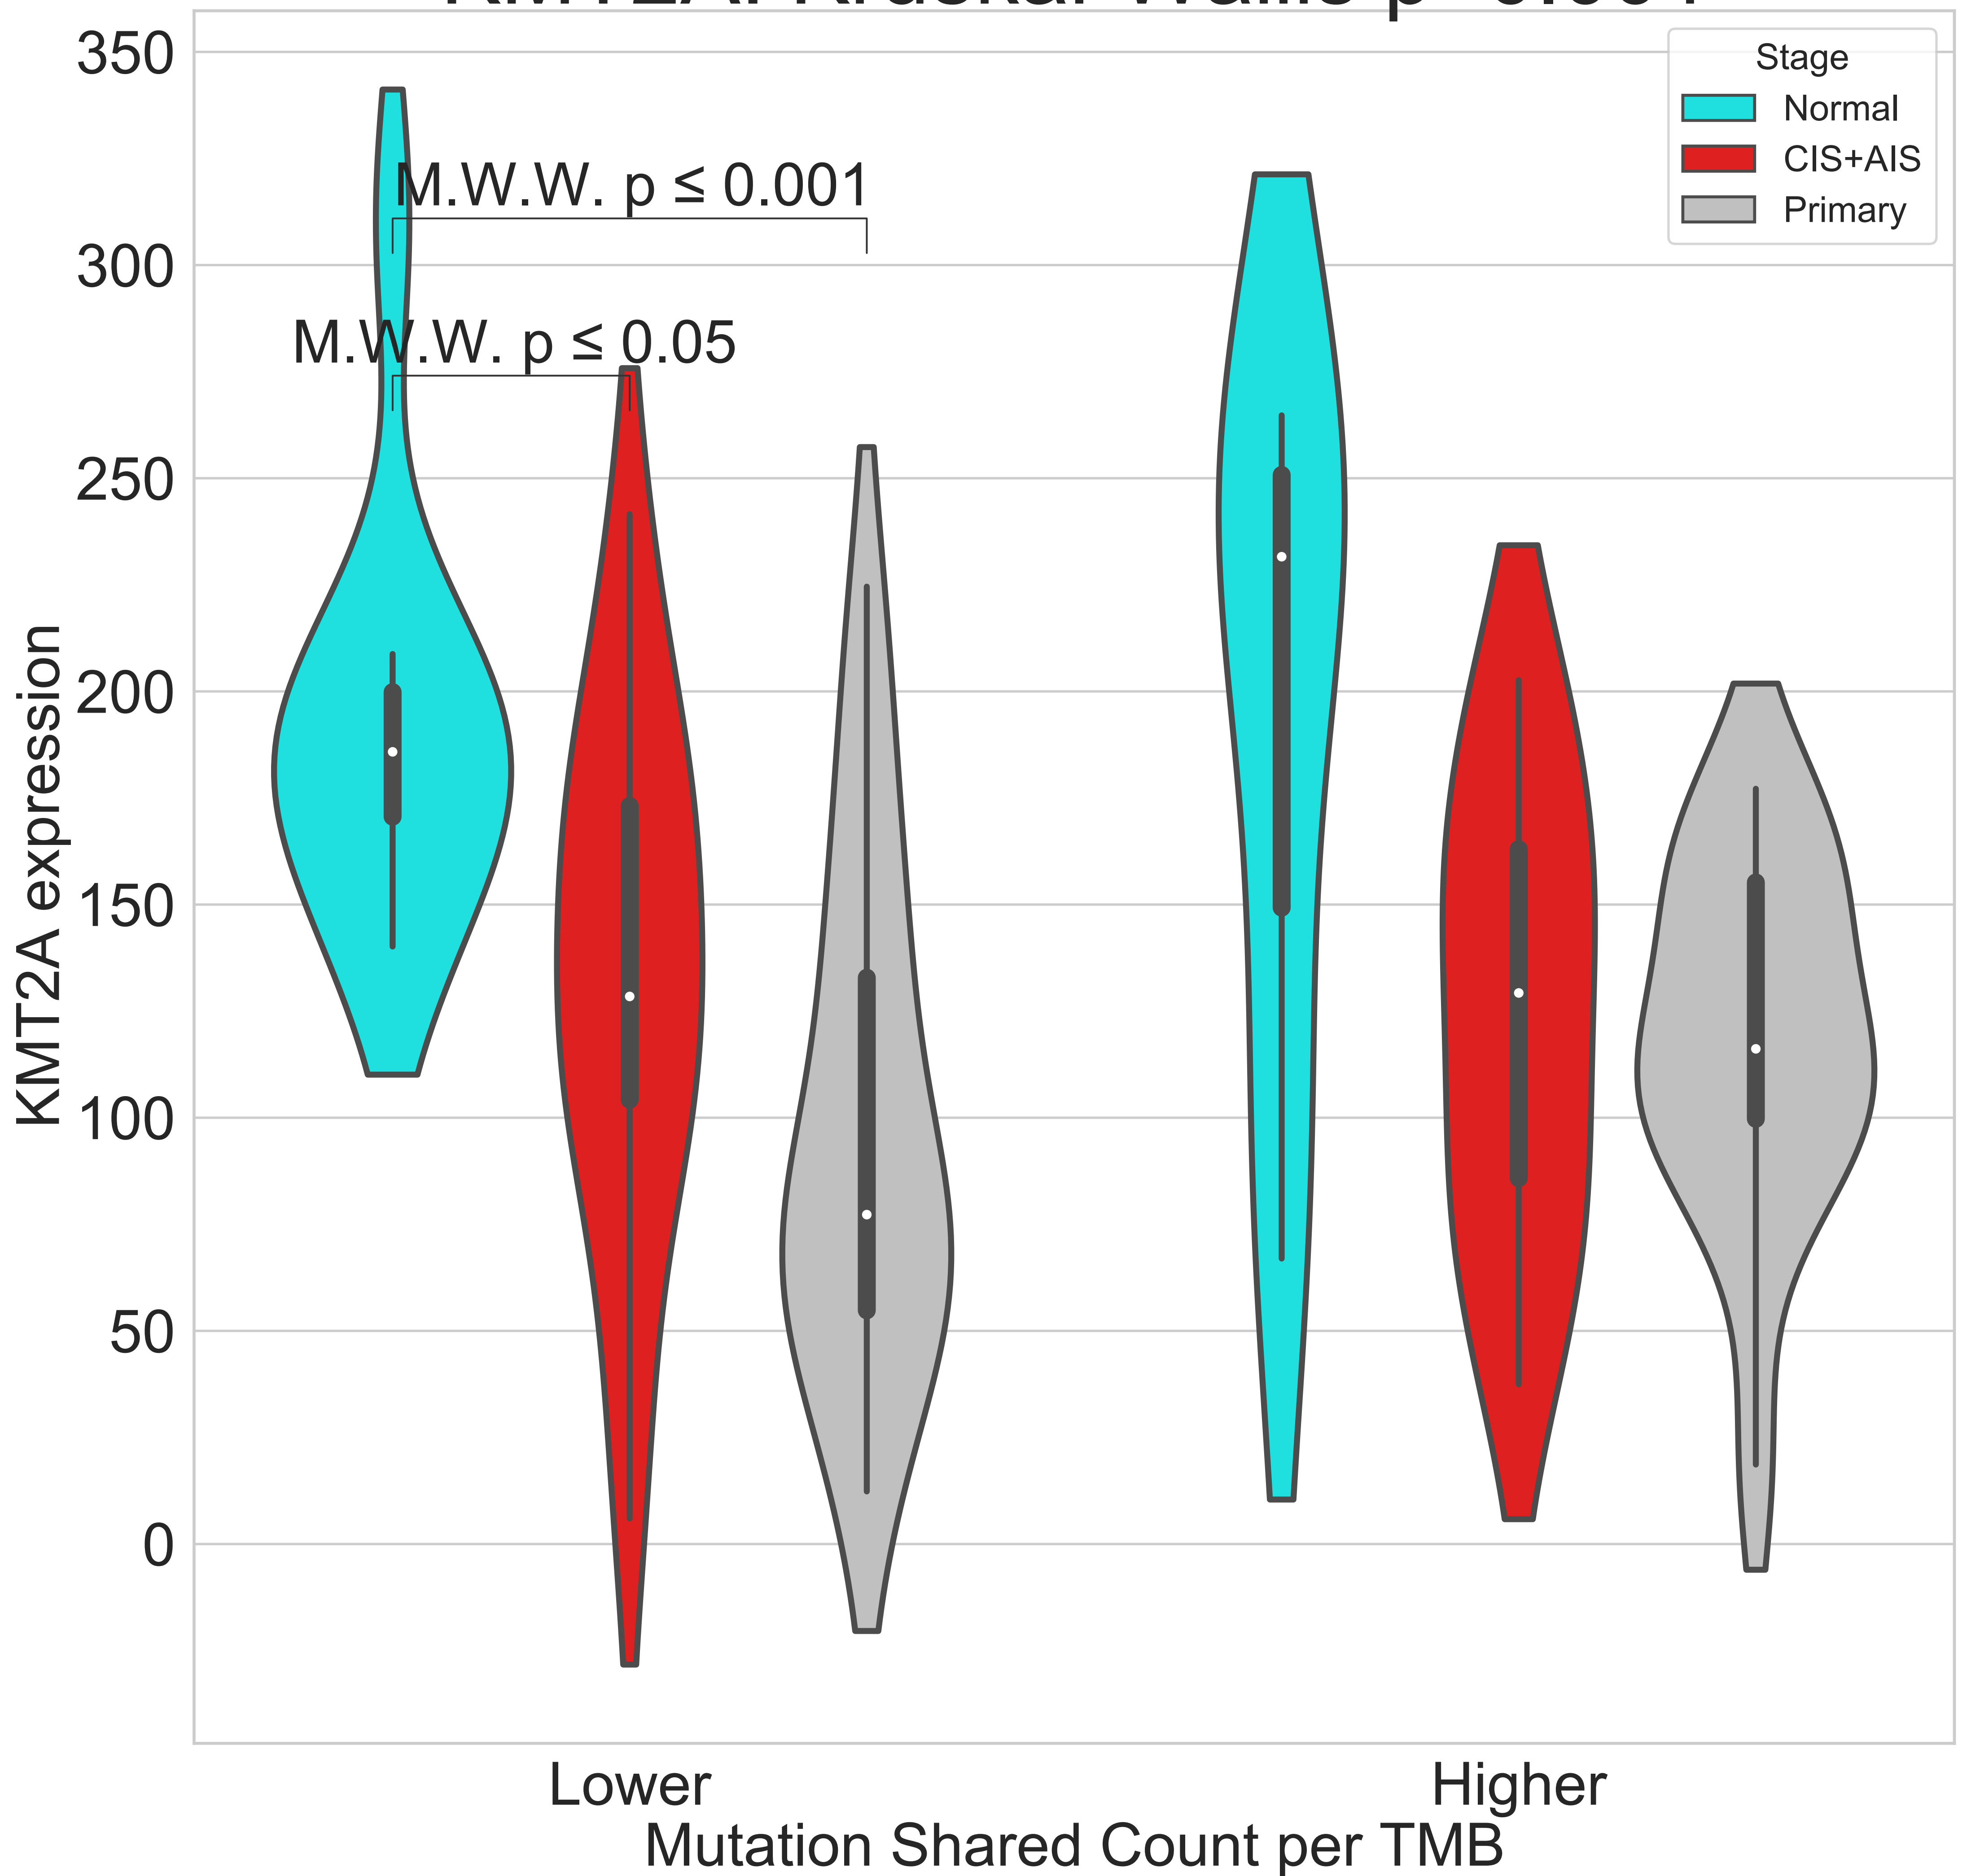 350
300
250
200
150
100
50
0
KMT2A expression
M.W.W. p ≤ 0.001
M.W.W. p ≤ 0.05
Stage
Normal
CIS+AIS
Primary
Lower
Higher
Mutation Shared Count per TMB